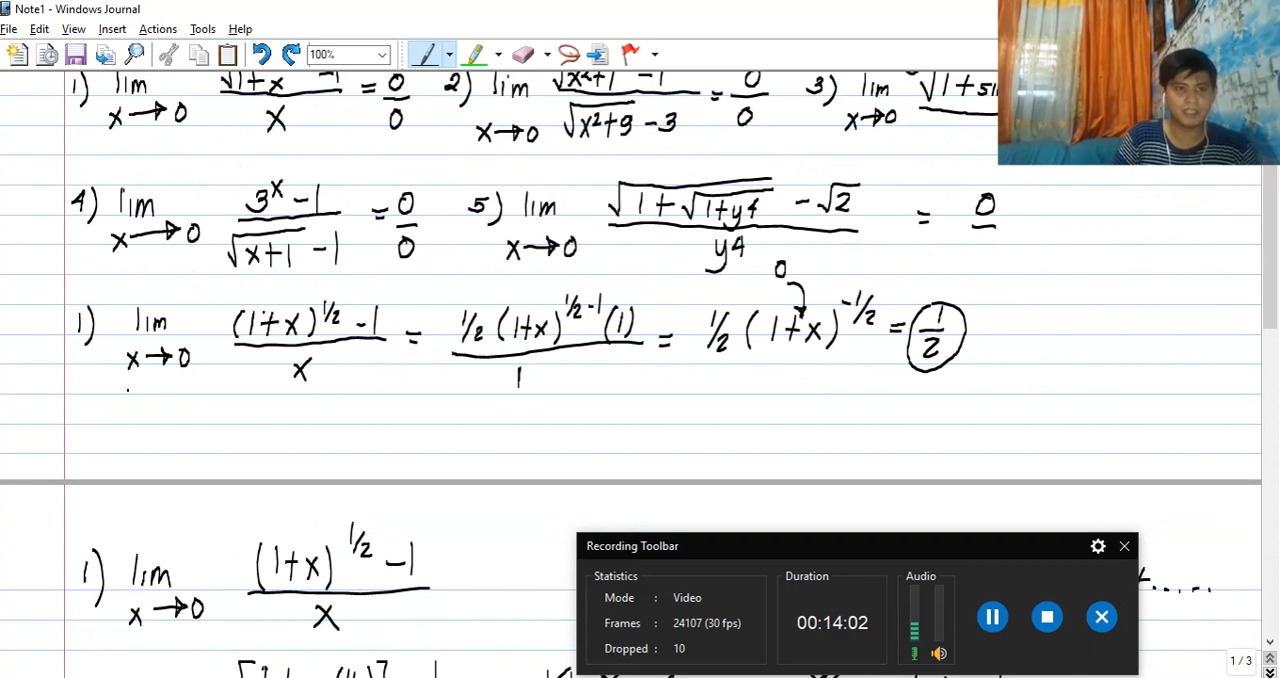 Note1 - Windows Journal
File Edit View Insert Actions Tools Help
100%
1) lim x→0 √1+x -1 / x = 0/0 2) lim x→0 √x²+1 -1 / √x²+9 -3 = 0/0 3) lim x→0 √1+sin
4) lim x→0 3^x -1 / √x+1 -1 = 0/0 5) lim x→0 √1+√1+y4 -√2 / y4 = 0
0
1) lim x→0 (1+x)^1/2 -1 / x = 1/2 (1+x)^1/2-1 (1) / 1 = 1/2 (1+x)^-1/2 = 1/2
1) lim x→0 (1+x)^1/2 -1 / x
Recording Toolbar
Statistics Duration Audio
Mode : Video
Frames : 24107 (30 fps) 00:14:02
Dropped : 10
1 / 3